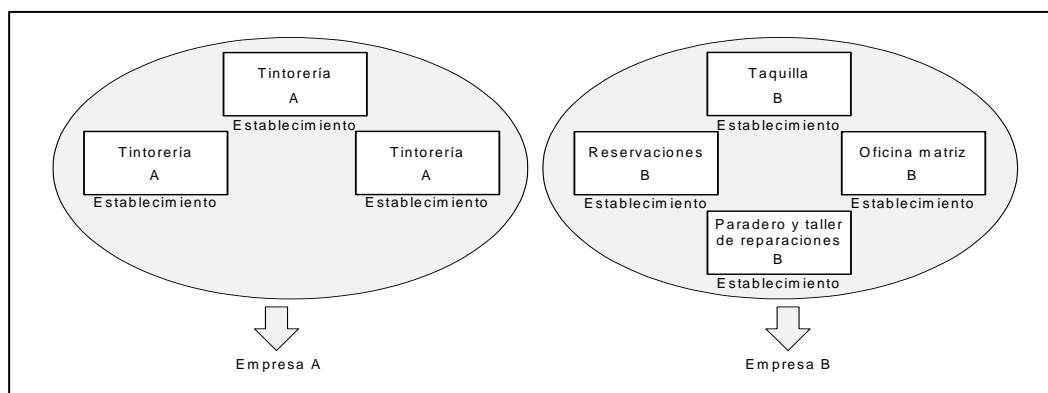 Tintorería
A
Establecimiento
Tintorería
A
Establecimiento
Tintorería
A
Establecimiento
Empresa A
Taquilla
B
Establecimiento
Reservaciones
B
Establecimiento
Oficina matriz
B
Establecimiento
Paradero y taller
de reparaciones
B
Establecimiento
Empresa B